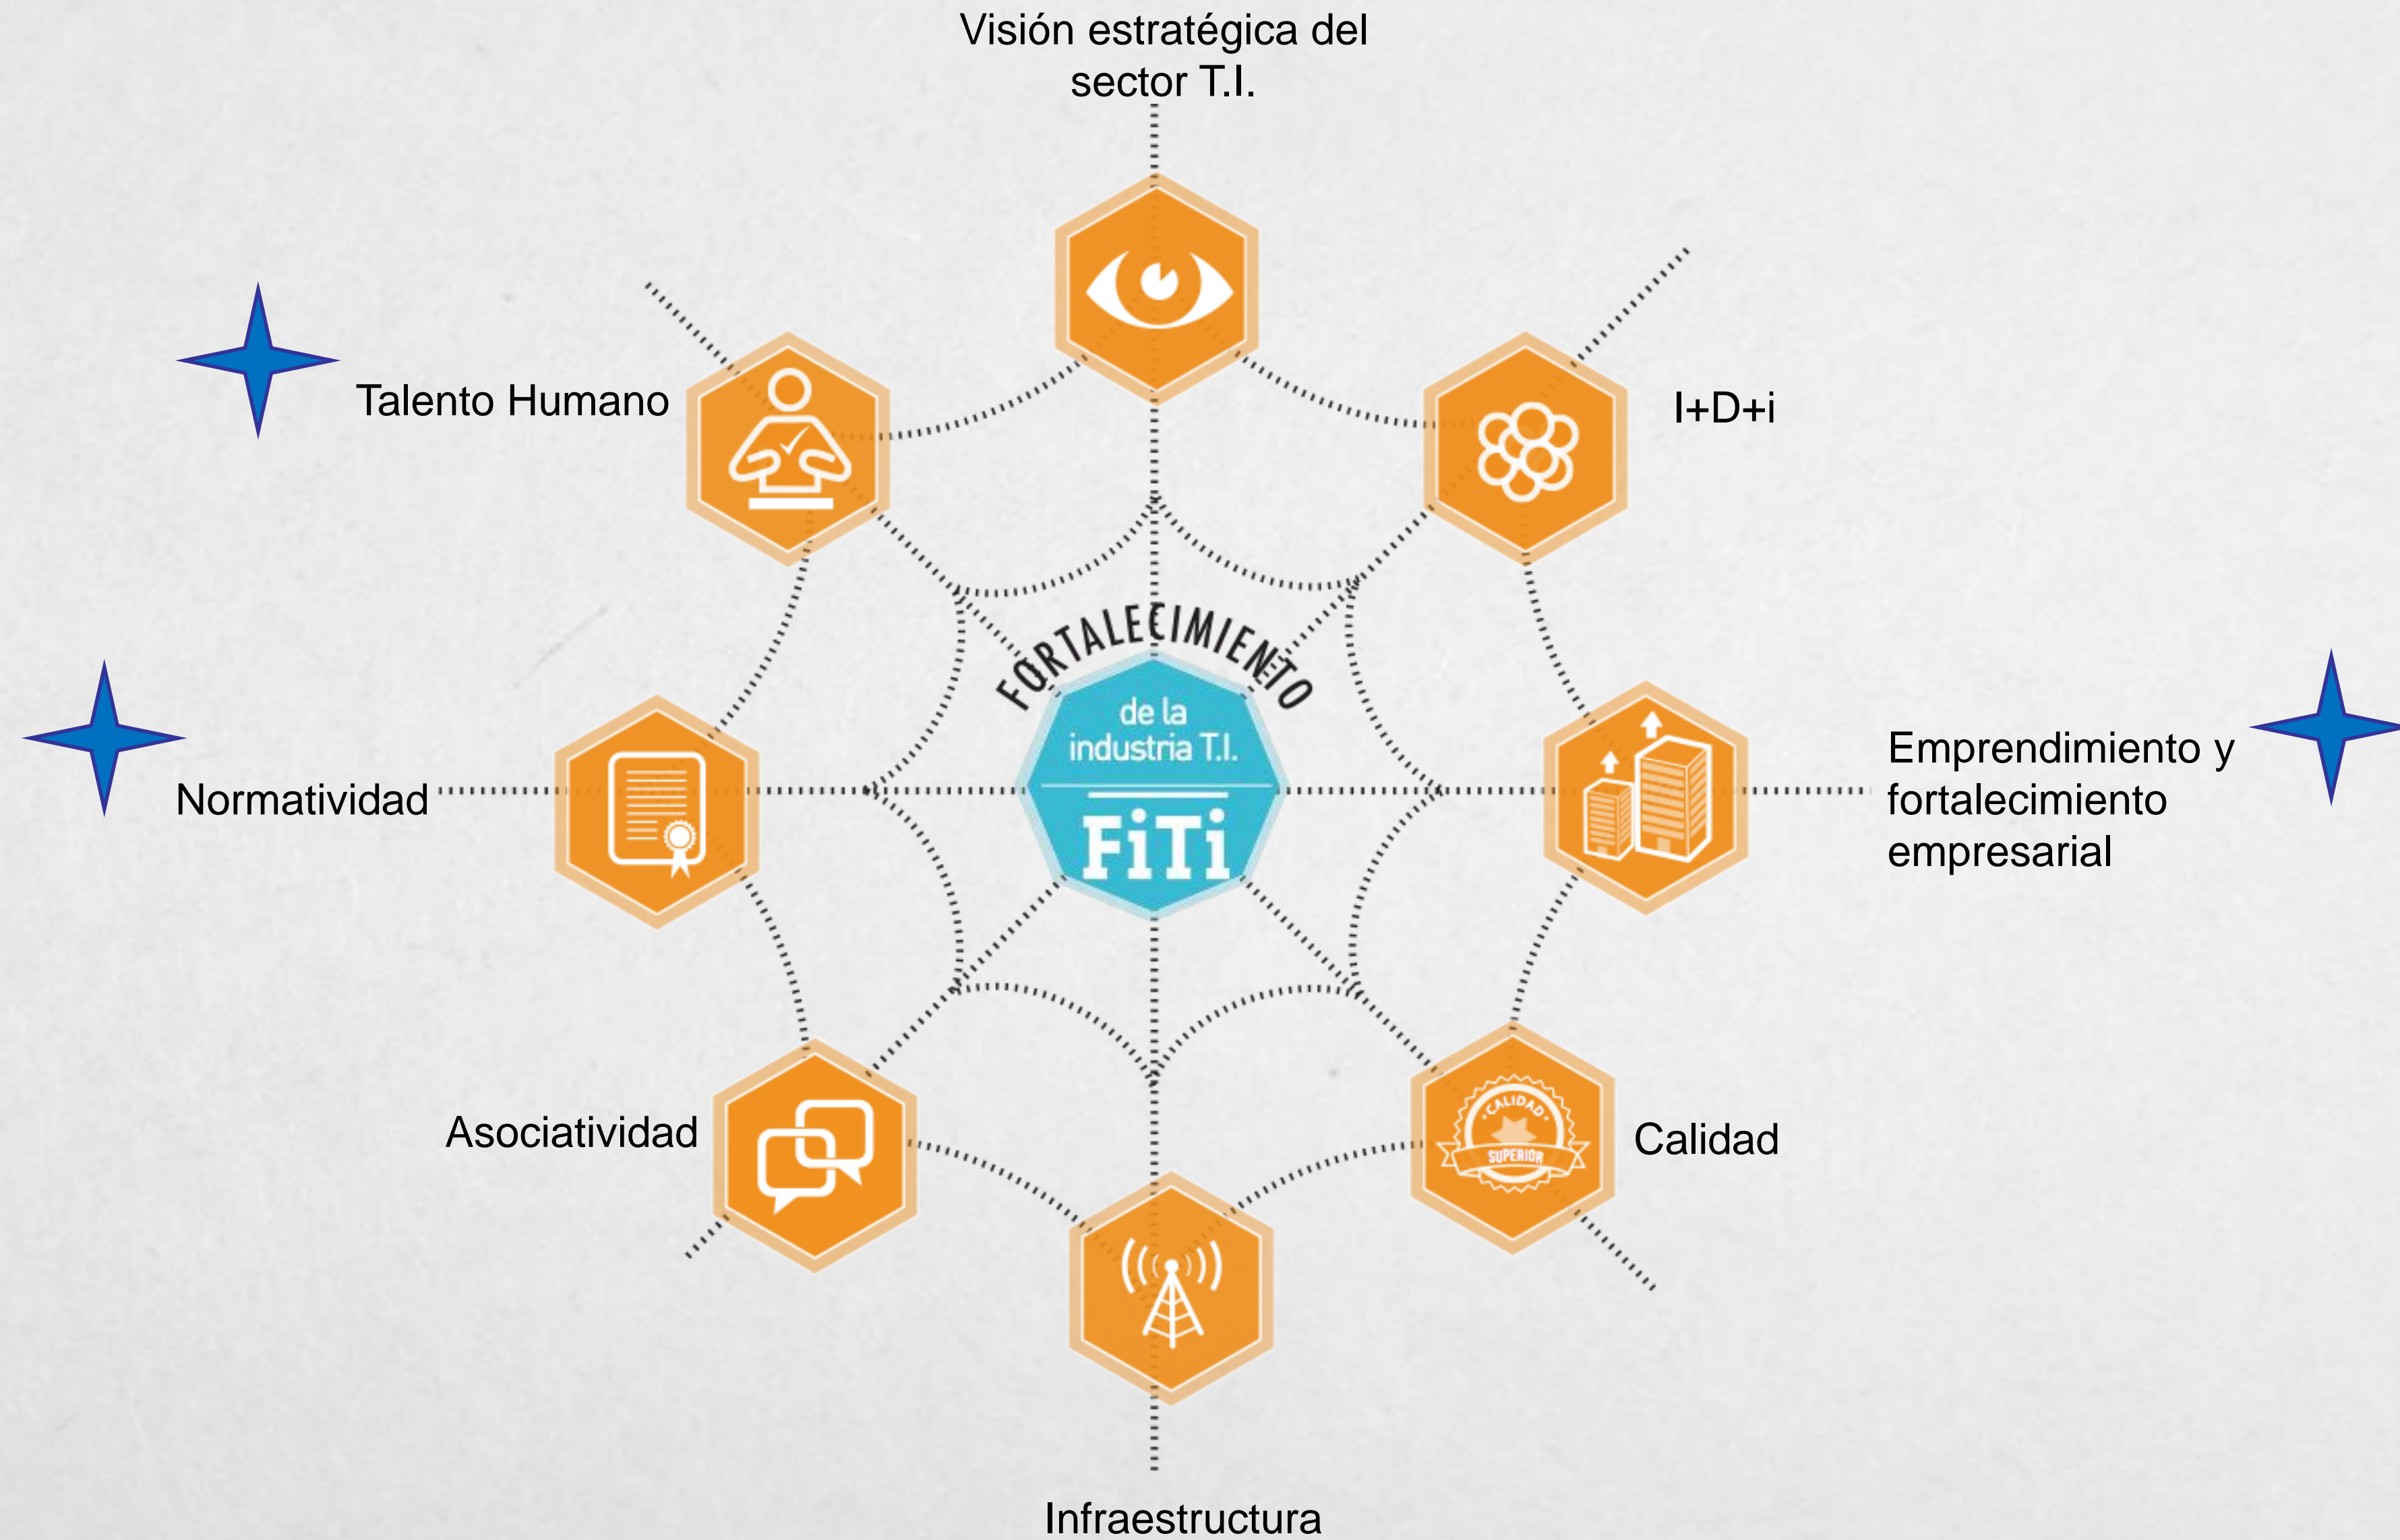 Visión estratégica del
sector T.I.
Talento Humano
I+D+i
FORTALECIMIENTO
de la
industria T.I.
FiTi
Normatividad
Emprendimiento y
fortalecimiento
empresarial
Asociatividad
CALIDAD
SUPERIOR
Calidad
Infraestructura